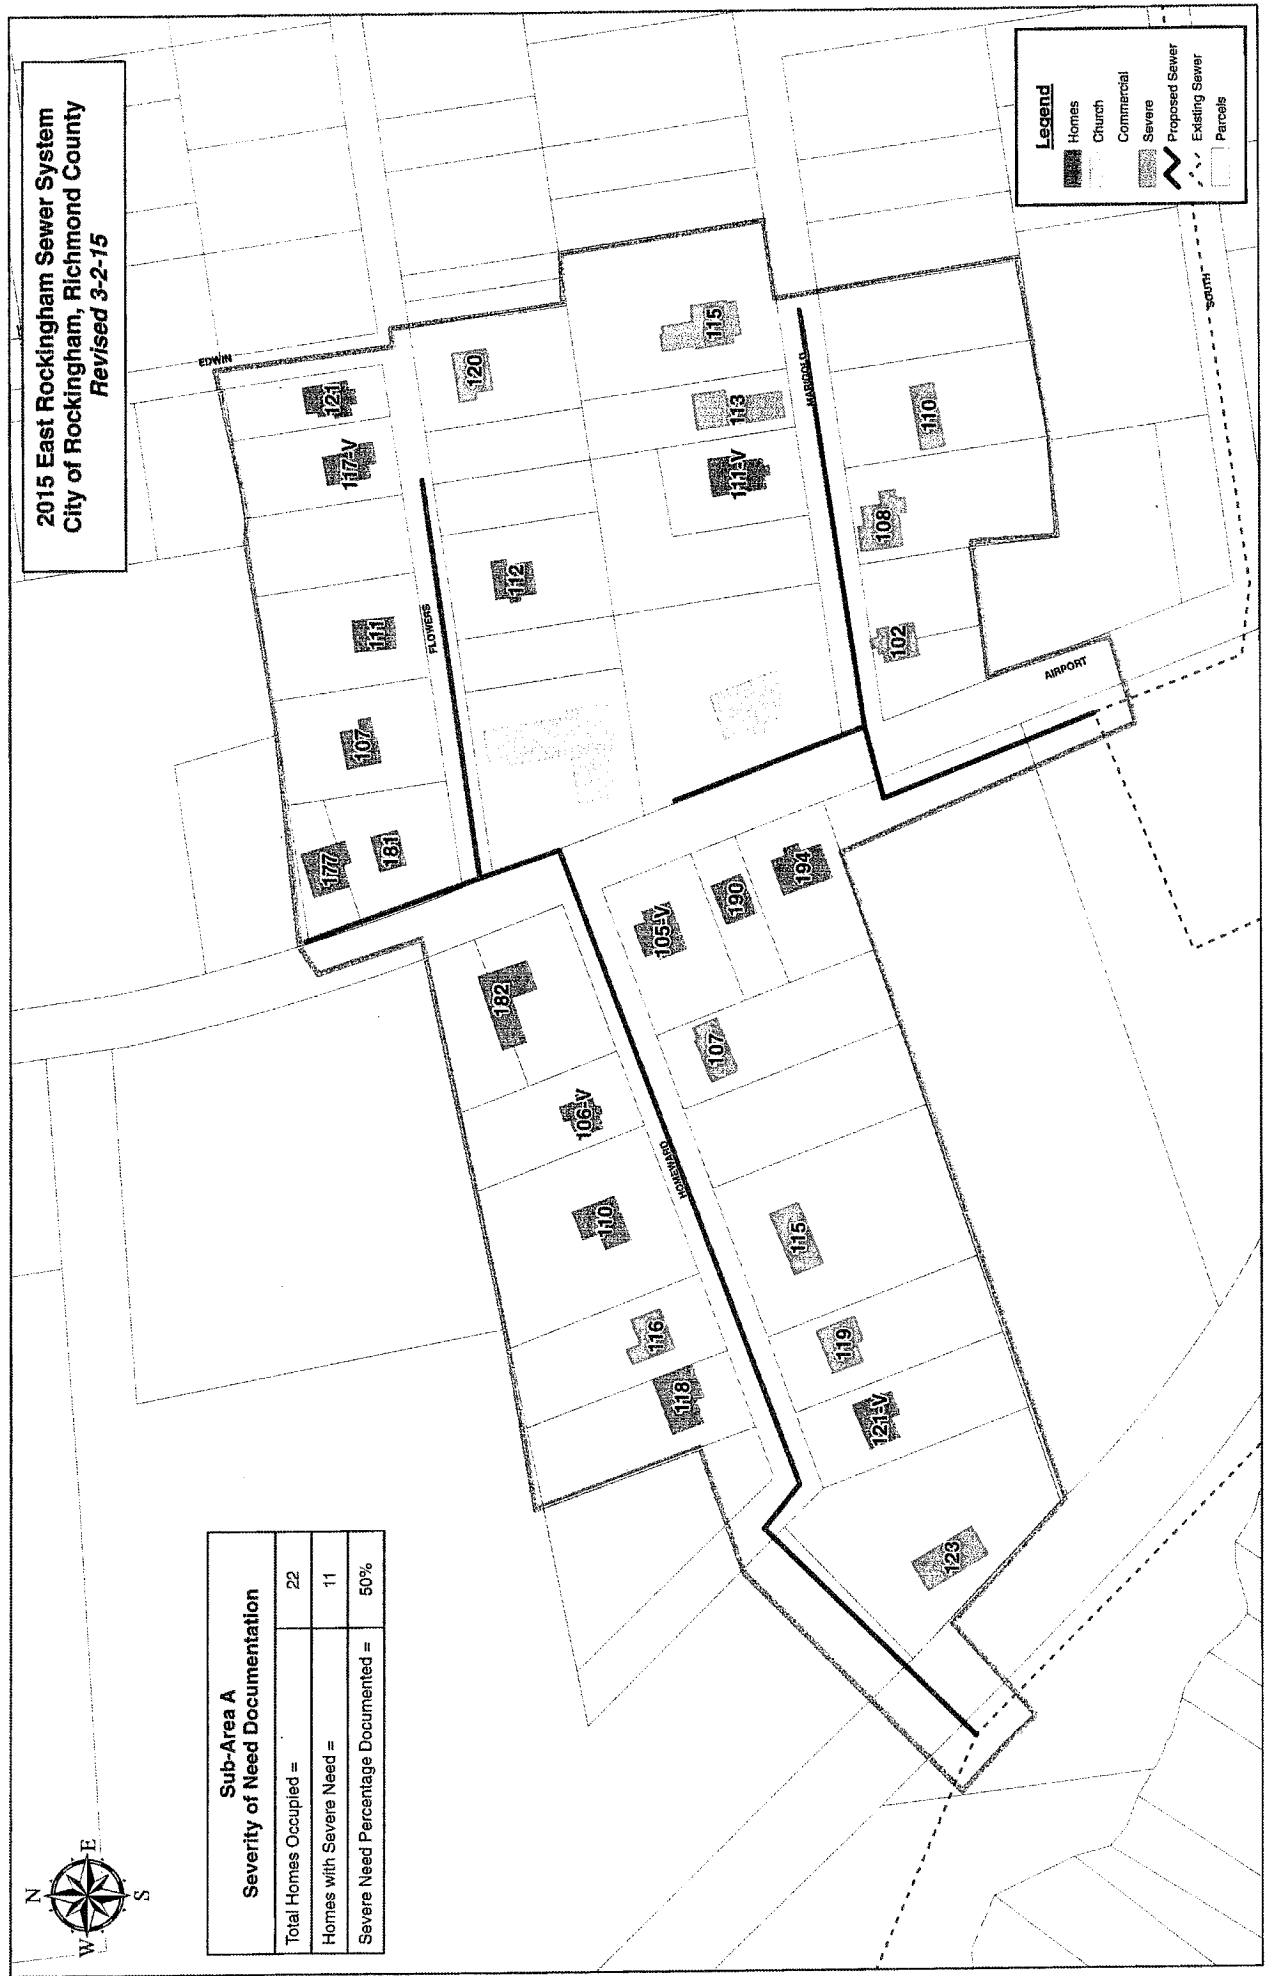 2015 East Rockingham Sewer System
City of Rockingham, Richmond County
Revised 3-2-15
N
W
E
S
Sub-Area A
Severity of Need Documentation
Total Homes Occupied = 22
Homes with Severe Need = 11
Severe Need Percentage Documented = 50%
Legend
Homes
Church
Commercial
Severe
Proposed Sewer
Existing Sewer
Parcels
EDWIN
121
117-V
111
107
177
181
FLOWERS
120
112
115
113
111-V
MARIGOLD
110
108
102
AIRPORT
SOUTH
182
106-V
110
116
118
HOMEWARD
105-V
190
194
107
115
119
121-V
123